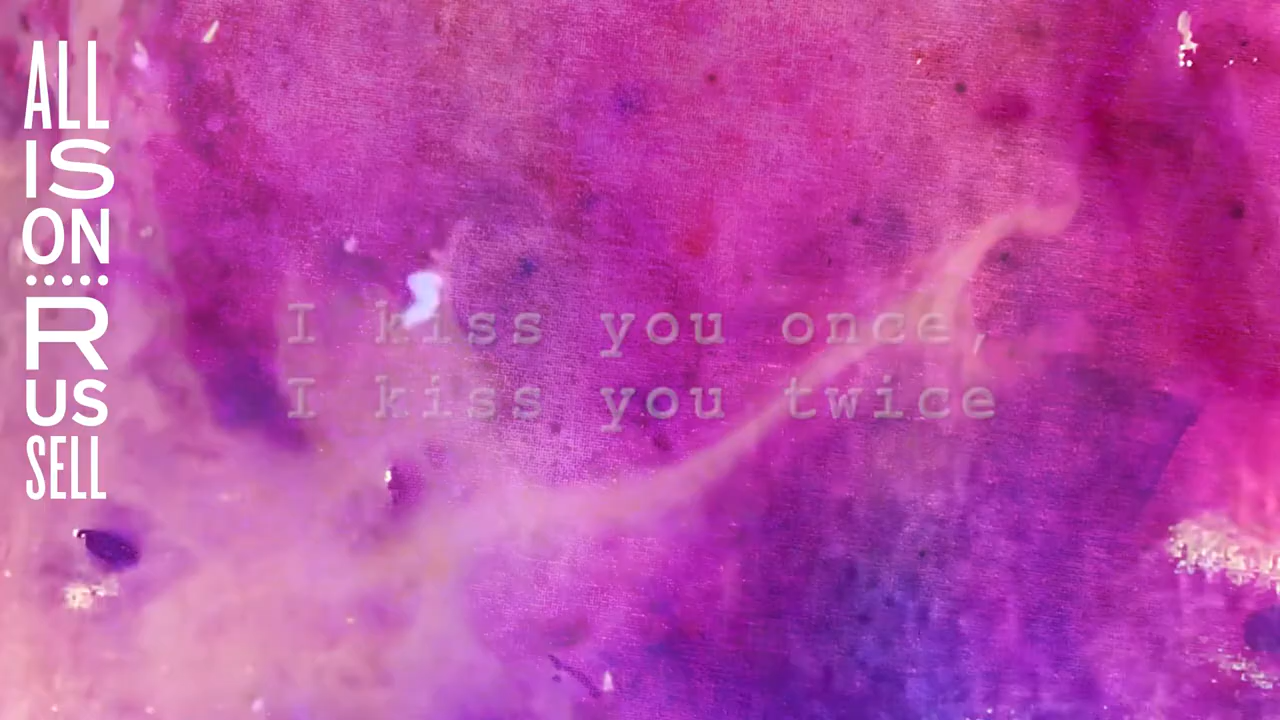 ALL
IS
ON
R
US
SELL
I kiss you once,
I kiss you twice